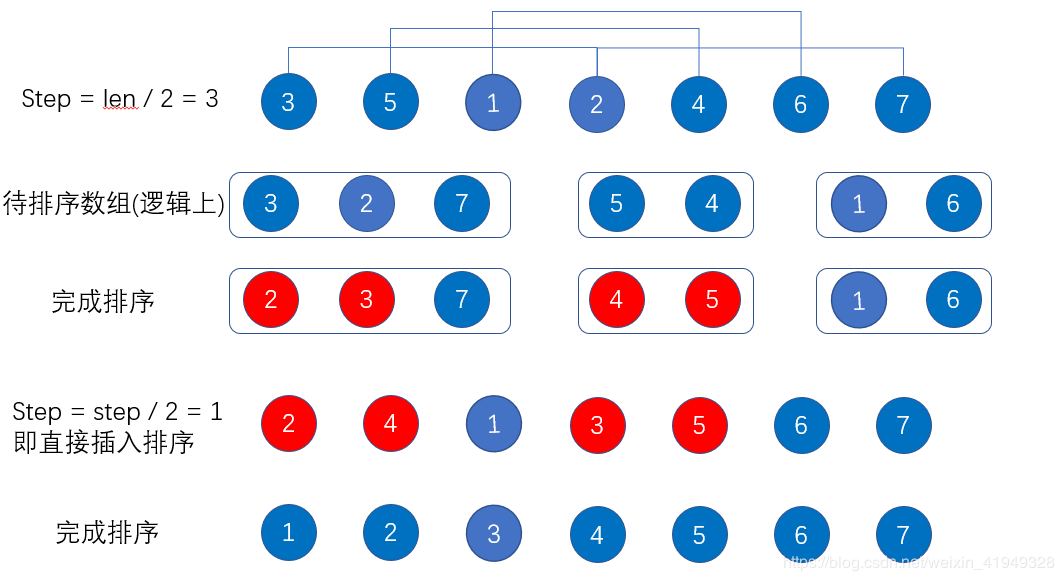 Step = len / 2 = 3 3 5 1 2 4 6 7
待排序数组(逻辑上) 3 2 7 5 4 1 6
完成排序 2 3 7 4 5 1 6
Step = step / 2 = 1 2 4 1 3 5 6 7
即直接插入排序
完成排序 1 2 3 4 5 6 7
https://blog.csdn.net/weixin_41949328